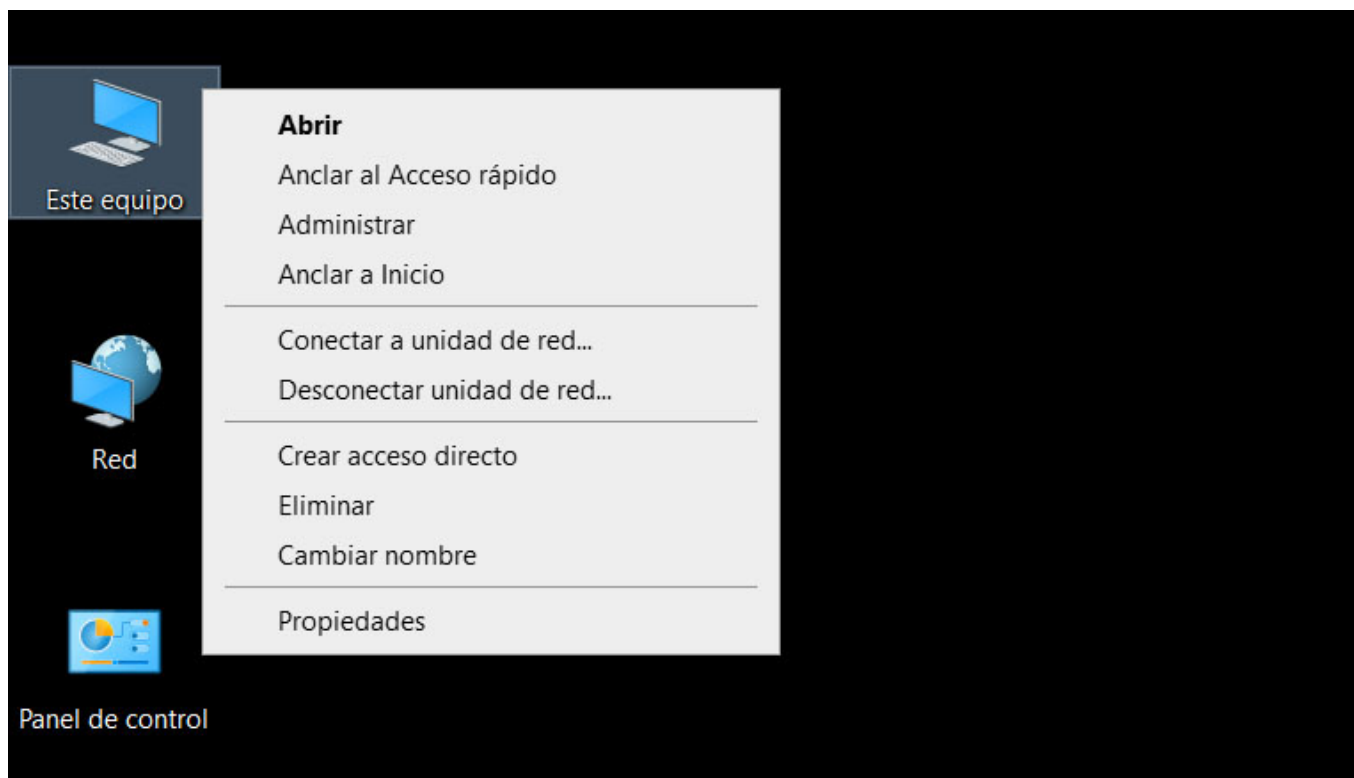 Este equipo
Abrir
Anclar al Acceso rápido
Administrar
Anclar a Inicio
Conectar a unidad de red...
Desconectar unidad de red...
Crear acceso directo
Eliminar
Cambiar nombre
Propiedades
Red
Panel de control